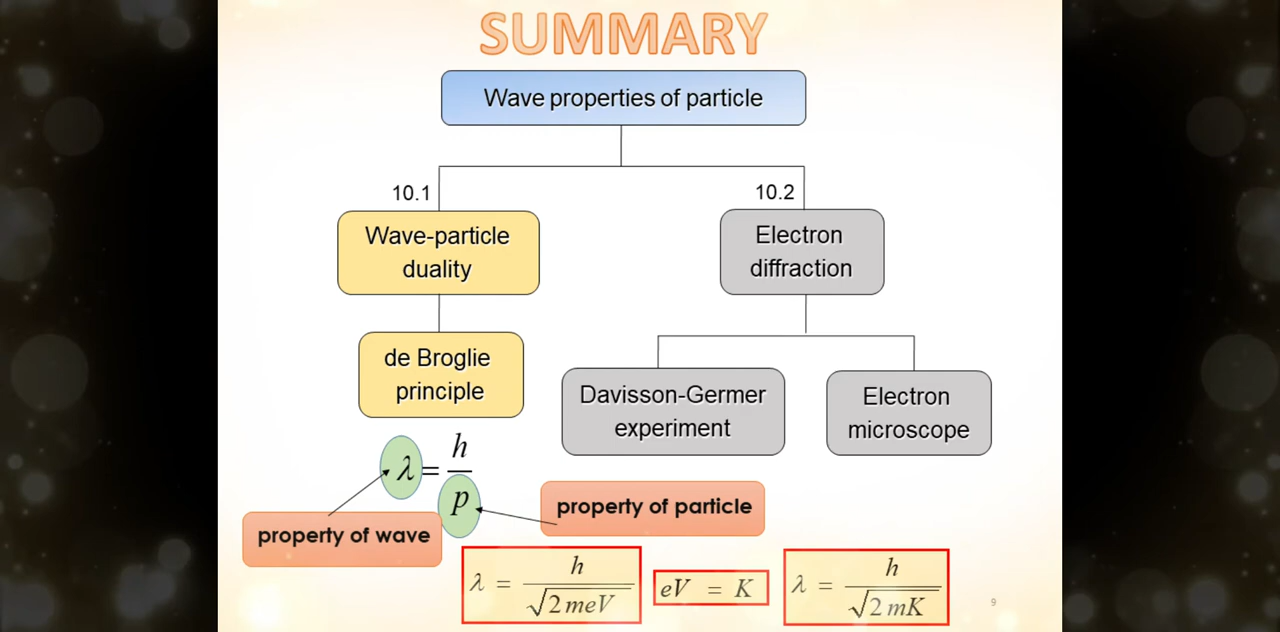 SUMMARY
Wave properties of particle
10.1
10.2
Wave-particle
duality
Electron
diffraction
de Broglie
principle
Davisson-Germer
experiment
Electron
microscope
λ = h/p
property of wave
property of particle
λ = h/√2meV
eV = K
λ = h/√2mK
9